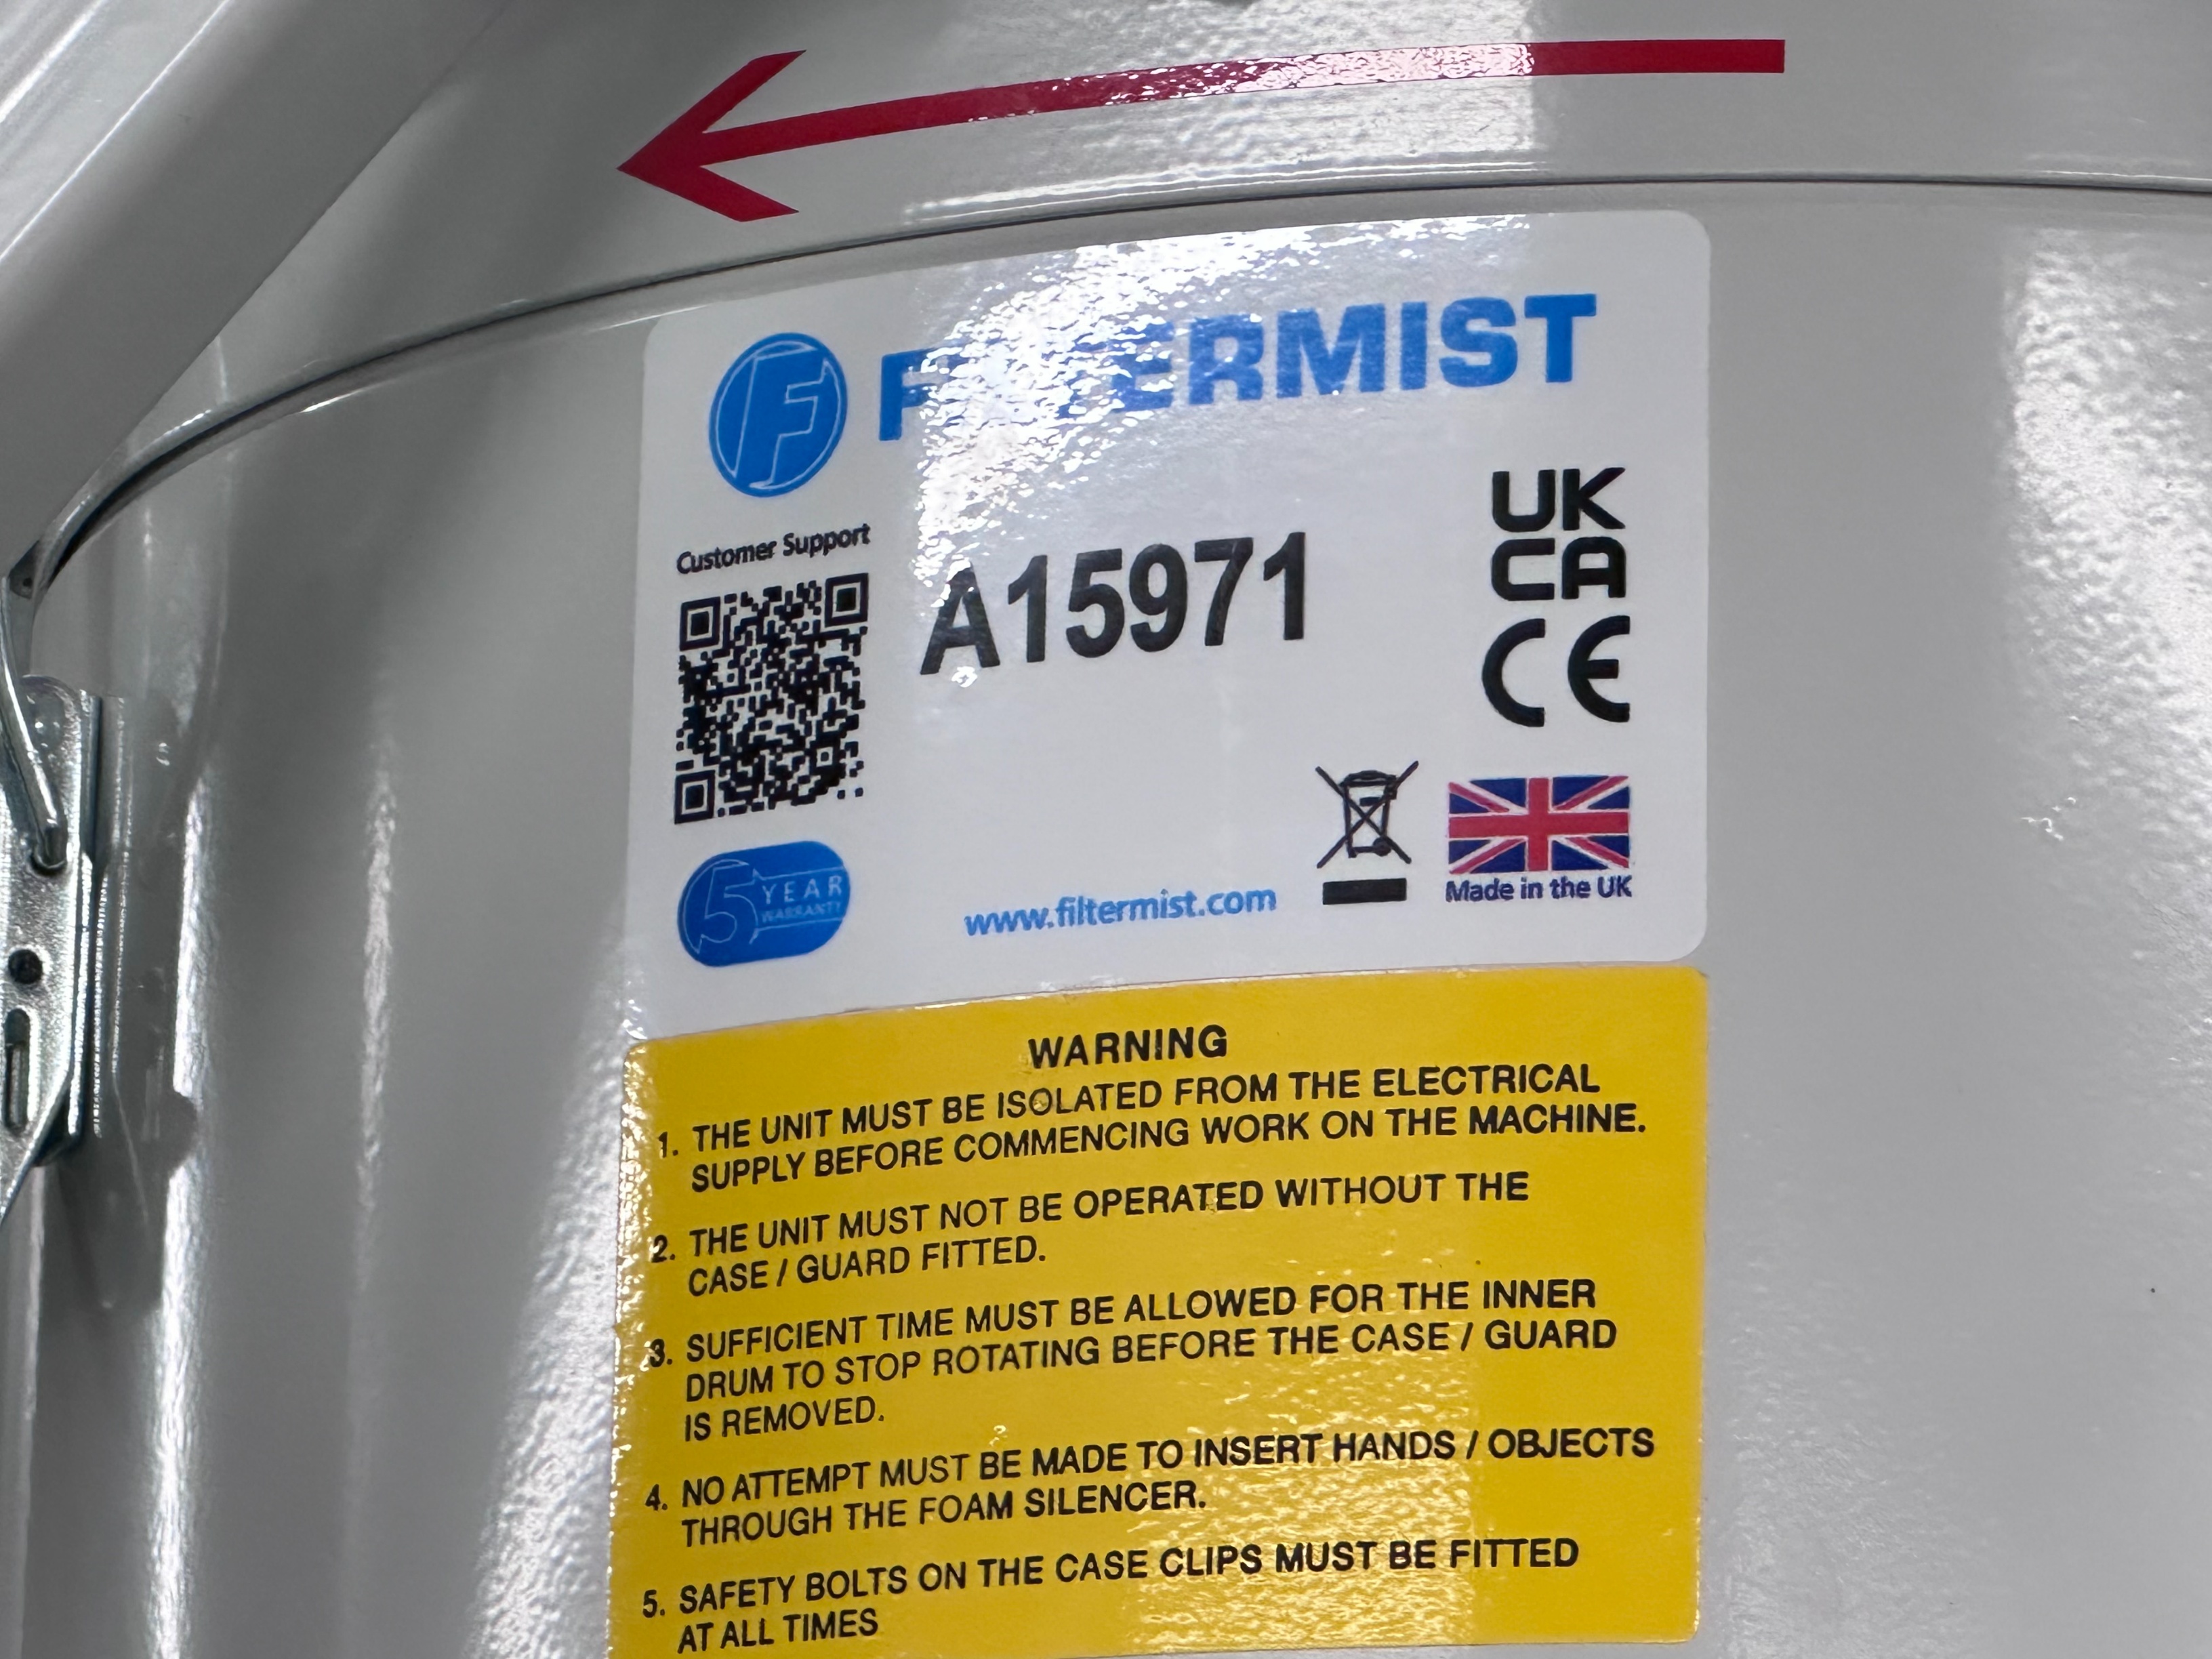 FILTERMIST
Customer Support
A15971
UK
CA
CE
5 YEAR
WARRANTY
www.filtermist.com
Made in the UK
WARNING
1. THE UNIT MUST BE ISOLATED FROM THE ELECTRICAL
SUPPLY BEFORE COMMENCING WORK ON THE MACHINE.
2. THE UNIT MUST NOT BE OPERATED WITHOUT THE
CASE / GUARD FITTED.
3. SUFFICIENT TIME MUST BE ALLOWED FOR THE INNER
DRUM TO STOP ROTATING BEFORE THE CASE / GUARD
IS REMOVED.
4. NO ATTEMPT MUST BE MADE TO INSERT HANDS / OBJECTS
THROUGH THE FOAM SILENCER.
5. SAFETY BOLTS ON THE CASE CLIPS MUST BE FITTED
AT ALL TIMES